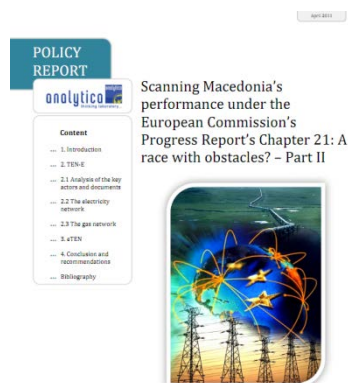 April 2011
POLICY
REPORT
analytica
thinking laboratory
Content
... 1. Introduction
... 2. TEN-E
... 2.1 Analysis of the key
actors and documents
... 2.2 The electricity
network
... 2.3 The gas network
... 3. eTEN
... 4. Conclusion and
recommendations
... Bibliography
Scanning Macedonia's
performance under the
European Commission's
Progress Report's Chapter 21: A
race with obstacles? – Part II